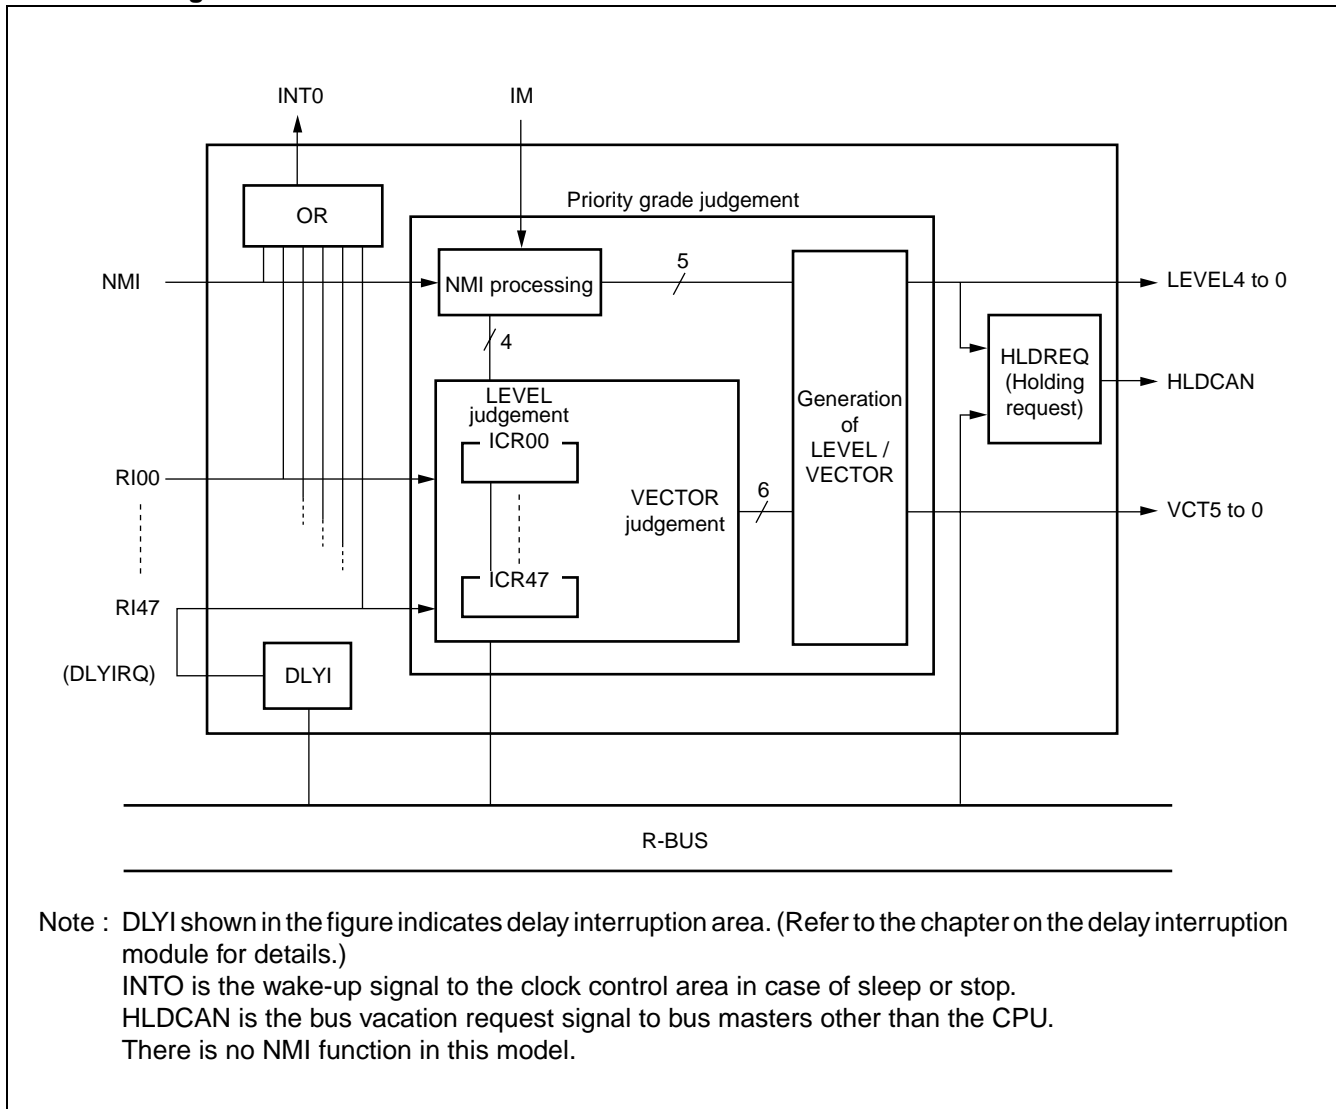 INT0
IM
OR
Priority grade judgement
NMI
NMI processing
5
LEVEL4 to 0
4
HLDREQ
(Holding
request)
HLDCAN
LEVEL
judgement
ICR00
Generation
of
LEVEL /
VECTOR
RI00
VECTOR
judgement
6
VCT5 to 0
ICR47
RI47
(DLYIRQ)
DLYI
R-BUS
Note : DLYI shown in the figure indicates delay interruption area. (Refer to the chapter on the delay interruption
module for details.)
INTO is the wake-up signal to the clock control area in case of sleep or stop.
HLDCAN is the bus vacation request signal to bus masters other than the CPU.
There is no NMI function in this model.